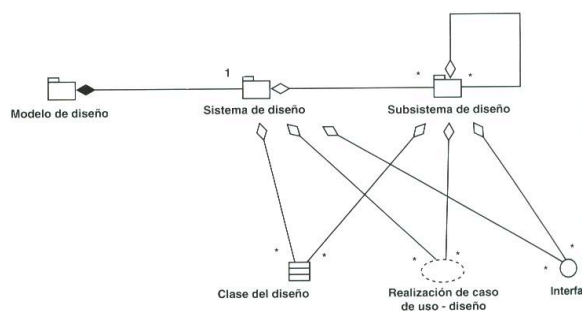 1
*
*
Modelo de diseño
Sistema de diseño
Subsistema de diseño
*
*
*
*
*
*
Clase del diseño
Realización de caso
de uso - diseño
Interfa